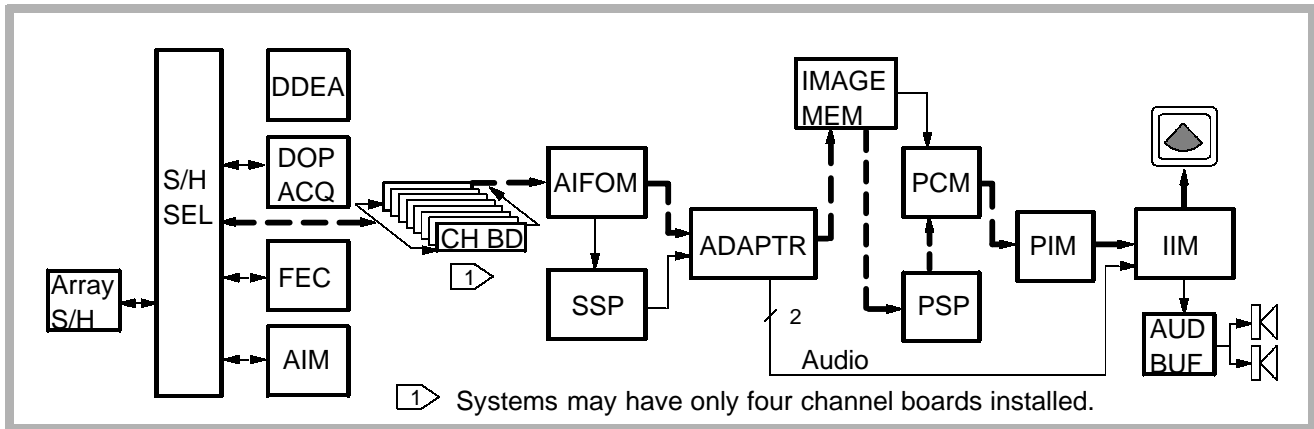 DDEA
IMAGE
MEM
S/H
SEL
DOP
ACQ
AIFOM
PCM
CH BD
ADAPTR
PIM
IIM
1
Array
S/H
FEC
SSP
PSP
2
AUD
BUF
AIM
Audio
1 Systems may have only four channel boards installed.